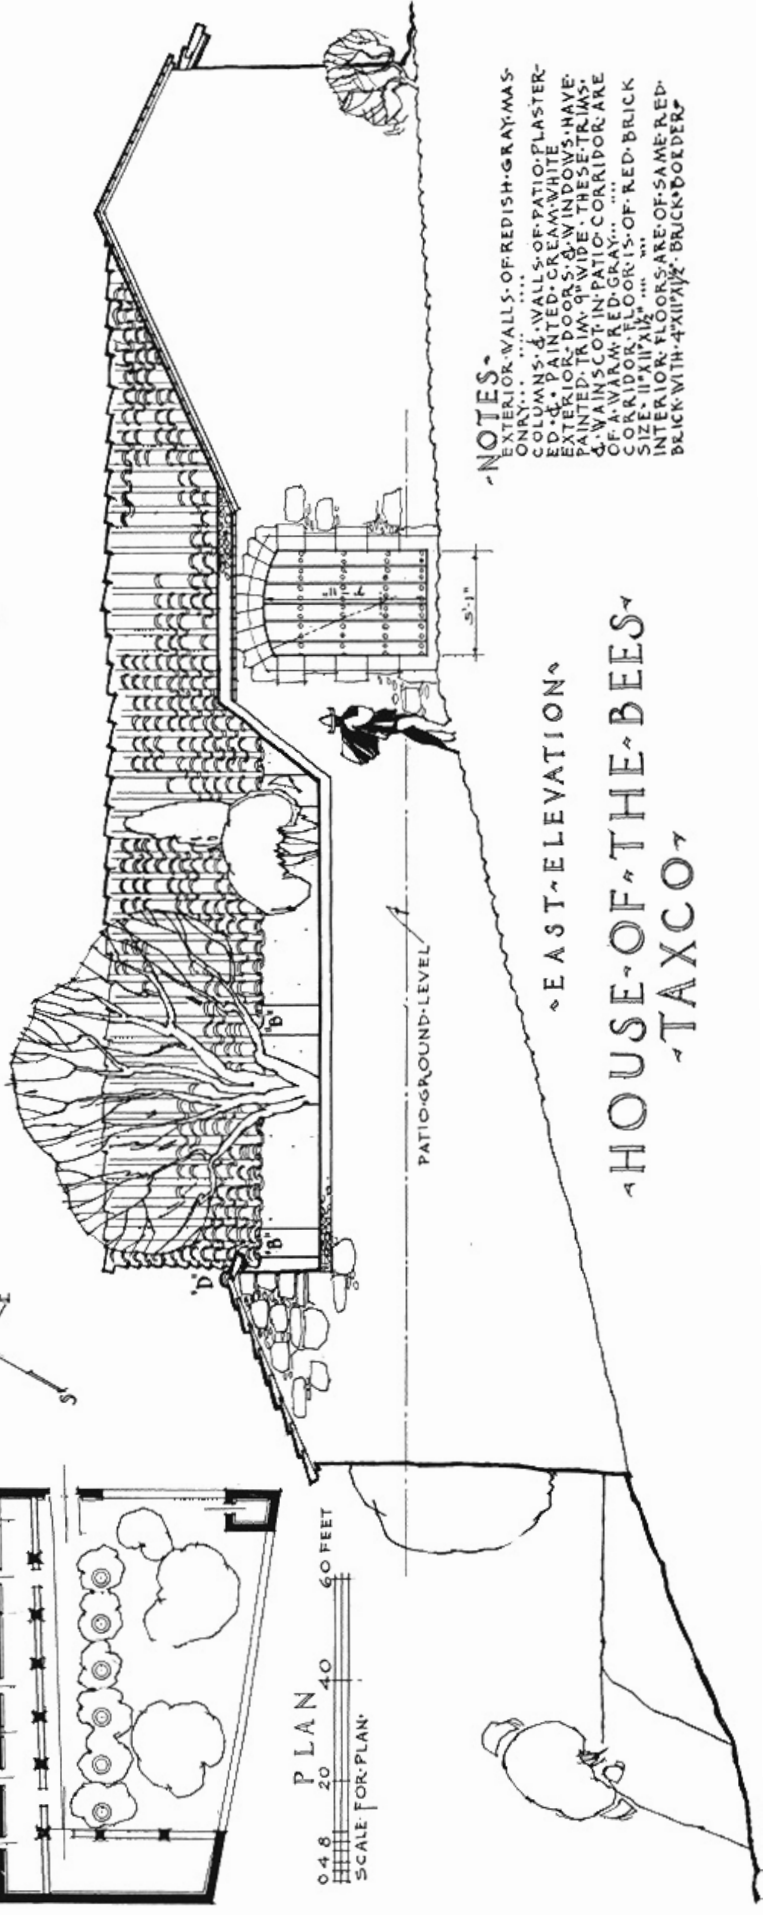 S
"D"
"B"
"B"
7'-11"
5'-1"
PATIO·GROUND·LEVEL
PLAN
0 4 8 20 40 60 FEET
SCALE·FOR·PLAN·
~EAST~ELEVATION~
HOUSE·OF·THE·BEES
TAXCO
~NOTES~
EXTERIOR·WALLS·OF·REDISH·GRAY·MAS-
ONRY... .... ....
COLUMNS·&·WALLS·OF·PATIO·PLASTER-
ED·&·PAINTED·CREAM·WHITE
EXTERIOR·DOORS·&·WINDOWS·HAVE·
PAINTED·TRIM·9"WIDE·THESE·TRIMS·
&·WAINSCOT·IN·PATIO·CORRIDOR·ARE
OF·A·WARM·RED·GRAY... ....
CORRIDOR·FLOOR·IS·OF·RED·BRICK
SIZE·11"X11"X1½" .... ...
INTERIOR·FLOORS·ARE·OF·SAME·RED·
BRICK·WITH·4"X11"X1½"·BRICK·BORDER·